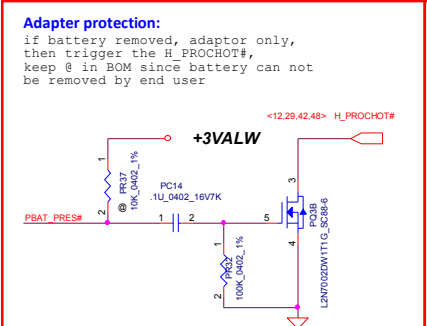 Adapter protection:
if battery removed, adaptor only,
then trigger the H_PROCHOT#,
keep @ in BOM since battery can not
be removed by end user
<12,29,42,48> H_PROCHOT#
+3VALW
1
PR37
10K_0402_1%
@
2
PC14
.1U_0402_16V7K
PBAT_PRES#
1
2
5
3
4
PQ3B
L2N7002DW1T1G_SC88-6
1
PR32
100K_0402_1%
2